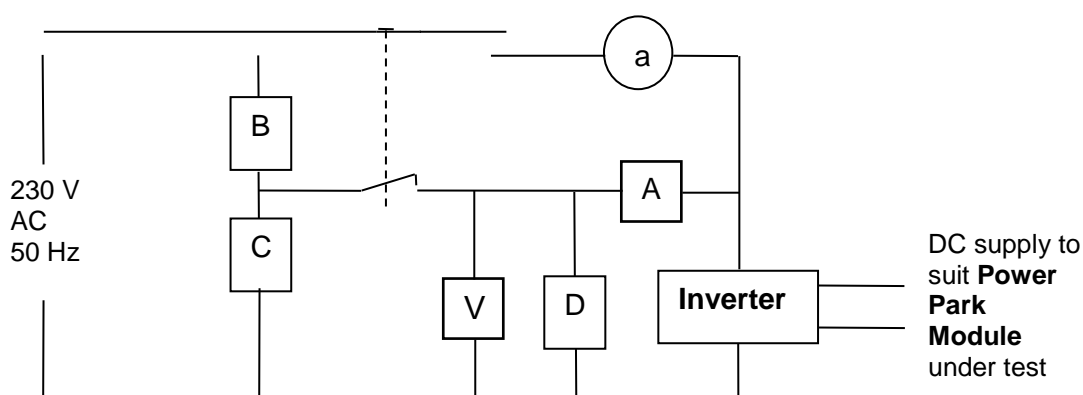 a
B
A
230 V
AC
50 Hz
C
V
D
Inverter
DC supply to
suit Power
Park
Module
under test